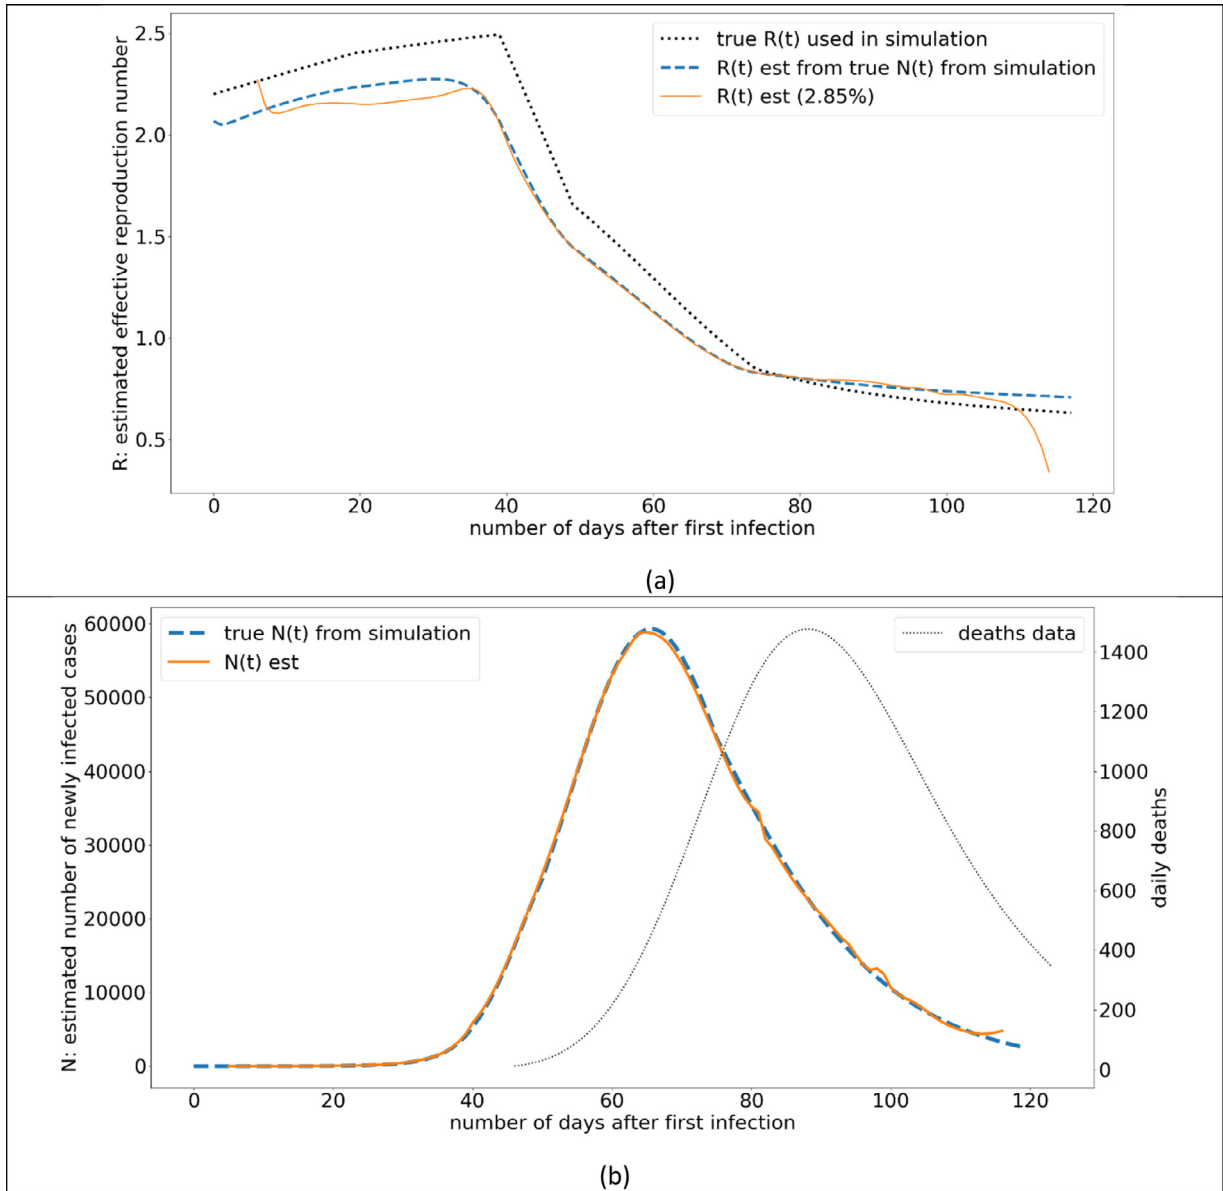 R: estimated effective reproduction number
2.5
2.0
1.5
1.0
0.5
true R(t) used in simulation
R(t) est from true N(t) from simulation
R(t) est (2.85%)
0 20 40 60 80 100 120
number of days after first infection
(a)
N: estimated number of newly infected cases
60000
50000
40000
30000
20000
10000
0
true N(t) from simulation
N(t) est
deaths data
1400
1200
1000
800
600
400
200
0
daily deaths
0 20 40 60 80 100 120
number of days after first infection
(b)